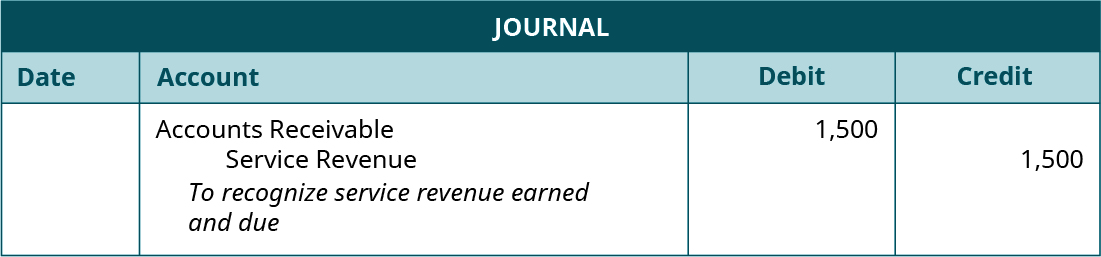 JOURNAL
Date Account Debit Credit
Accounts Receivable 1,500
Service Revenue 1,500
To recognize service revenue earned
and due